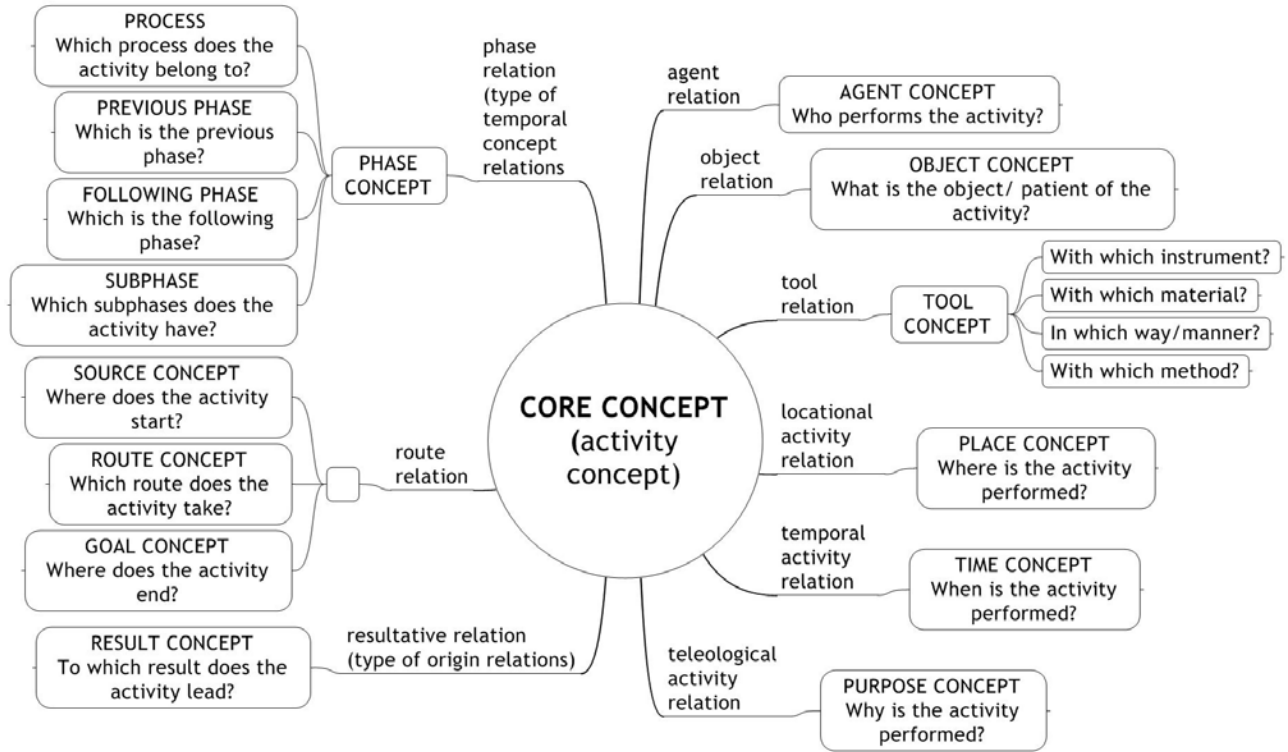 PROCESS
Which process does the
activity belong to?
PREVIOUS PHASE
Which is the previous
phase?
FOLLOWING PHASE
Which is the following
phase?
SUBPHASE
Which subphases does the
activity have?
PHASE
CONCEPT
phase
relation
(type of
temporal
concept
relations)
SOURCE CONCEPT
Where does the activity
start?
ROUTE CONCEPT
Which route does the
activity take?
GOAL CONCEPT
Where does the activity
end?
route
relation
RESULT CONCEPT
To which result does the
activity lead?
resultative relation
(type of origin relations)
CORE CONCEPT
(activity
concept)
agent
relation
AGENT CONCEPT
Who performs the activity?
object
relation
OBJECT CONCEPT
What is the object/ patient of the
activity?
tool
relation
TOOL
CONCEPT
With which instrument?
With which material?
In which way/manner?
With which method?
locational
activity
relation
PLACE CONCEPT
Where is the activity
performed?
temporal
activity
relation
TIME CONCEPT
When is the activity
performed?
teleological
activity
relation
PURPOSE CONCEPT
Why is the activity
performed?